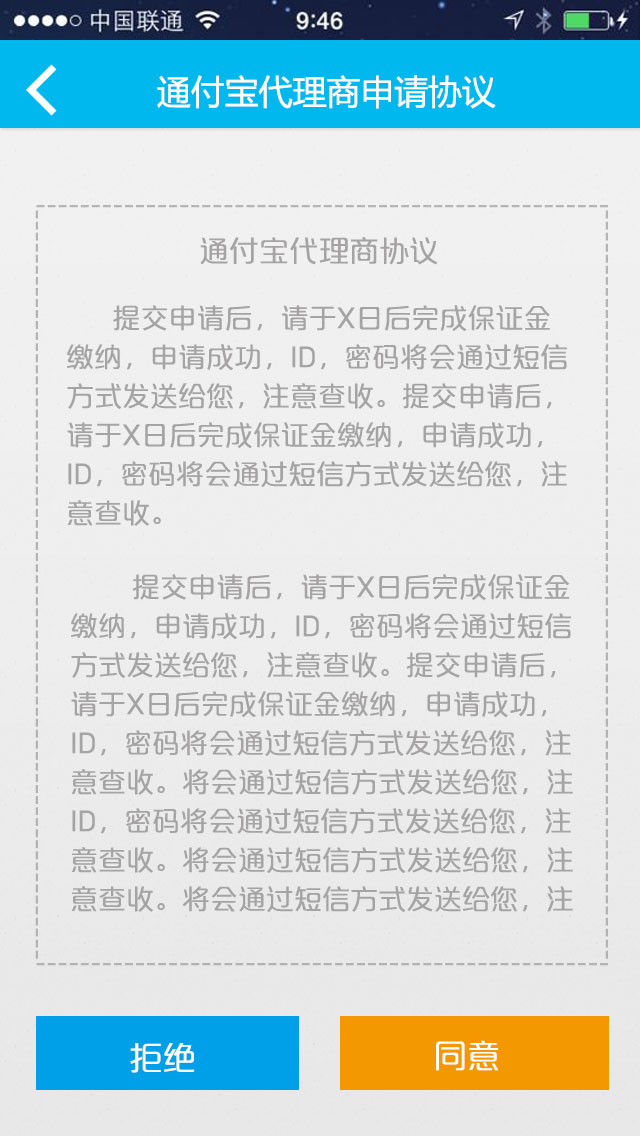 中国联通
9:46
通付宝代理商申请协议
通付宝代理商协议
提交申请后，请于X日后完成保证金
缴纳，申请成功，ID，密码将会通过短信
方式发送给您，注意查收。提交申请后，
请于X日后完成保证金缴纳，申请成功，
ID，密码将会通过短信方式发送给您，注
意查收。
提交申请后，请于X日后完成保证金
缴纳，申请成功，ID，密码将会通过短信
方式发送给您，注意查收。提交申请后，
请于X日后完成保证金缴纳，申请成功，
ID，密码将会通过短信方式发送给您，注
意查收。将会通过短信方式发送给您，注
ID，密码将会通过短信方式发送给您，注
意查收。将会通过短信方式发送给您，注
意查收。将会通过短信方式发送给您，注
拒绝
同意